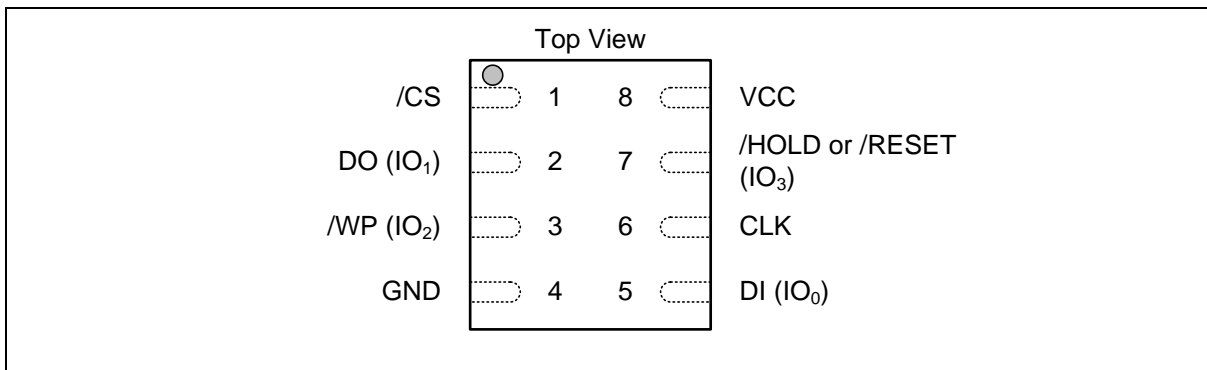 Top View
/CS 1 8 VCC
DO (IO₁) 2 7 /HOLD or /RESET
(IO₃)
/WP (IO₂) 3 6 CLK
GND 4 5 DI (IO₀)